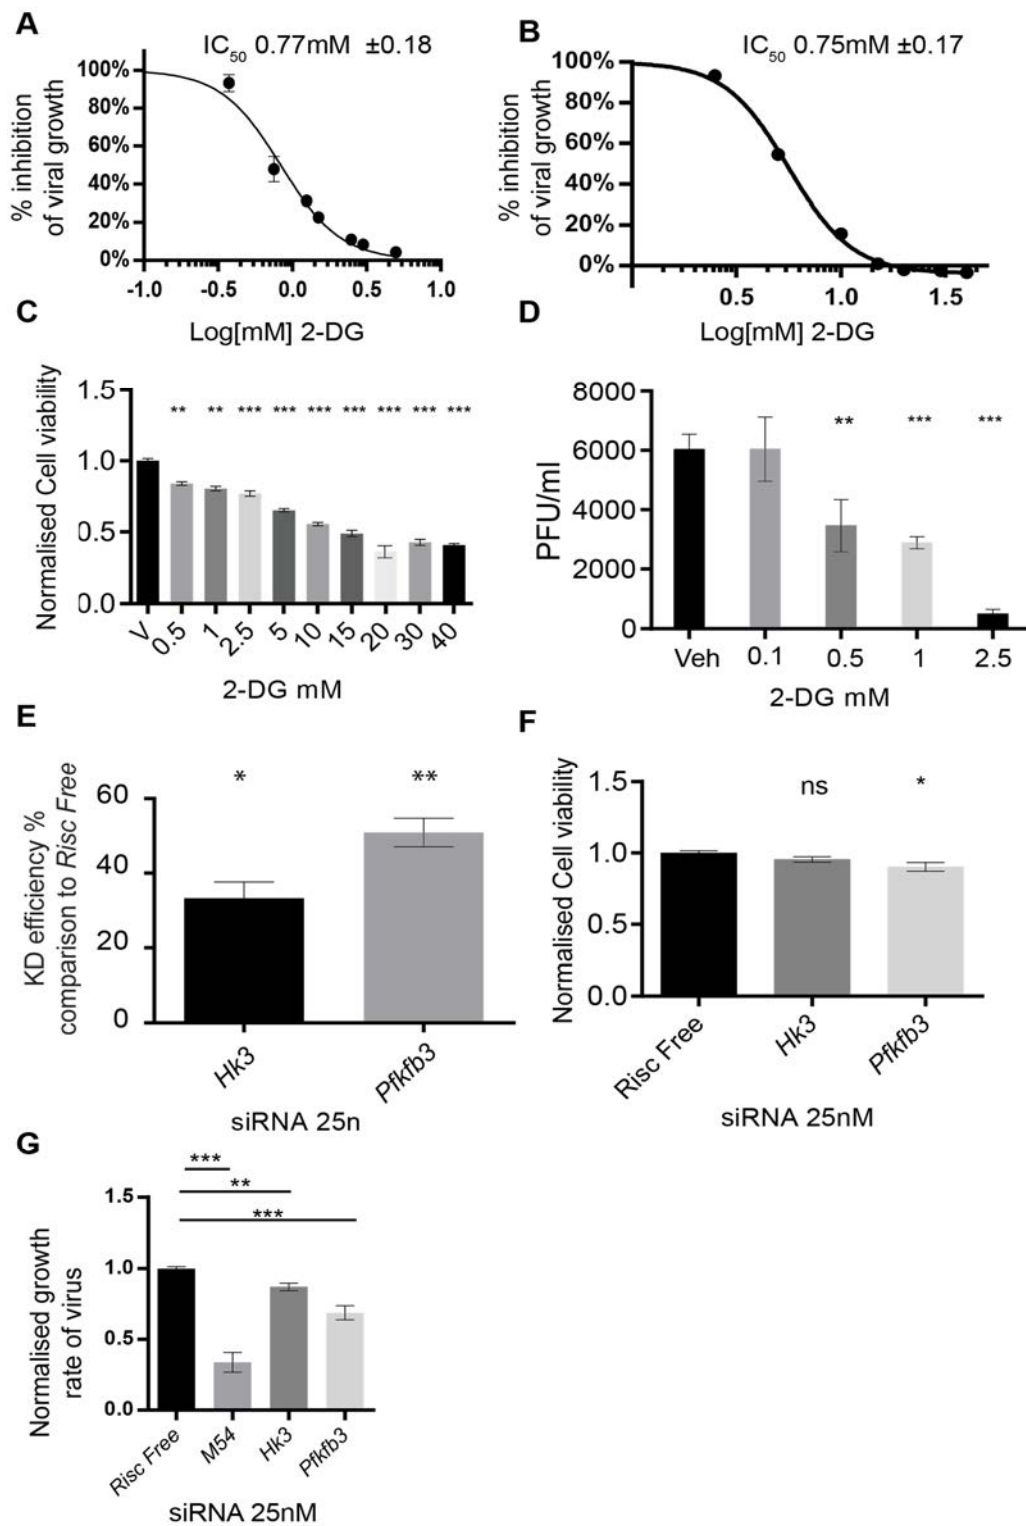 A
IC50 0.77mM ±0.18
% inhibition
of viral growth
100%
80%
60%
40%
20%
0%
-1.0 -0.5 0.0 0.5 1.0
Log[mM] 2-DG
B
IC50 0.75mM ±0.17
% inhibition
of viral growth
100%
80%
60%
40%
20%
0%
0.5 1.0 1.5
Log[mM] 2-DG
C
Normalised Cell viability
1.5
1.0
0.5
0.0
** ** *** *** *** *** *** *** ***
V 0.5 1 2.5 5 10 15 20 30 40
2-DG mM
D
PFU/ml
8000
6000
4000
2000
0
** *** ***
Veh 0.1 0.5 1 2.5
2-DG mM
E
KD efficiency %
comparison to Risc Free
60
40
20
0
* **
Hk3 Pfkfb3
siRNA 25n
F
Normalised Cell viability
1.5
1.0
0.5
0.0
ns *
Risc Free Hk3 Pfkfb3
siRNA 25nM
G
Normalised growth
rate of virus
1.5
1.0
0.5
0.0
***
**
***
Risc Free M54 Hk3 Pfkfb3
siRNA 25nM